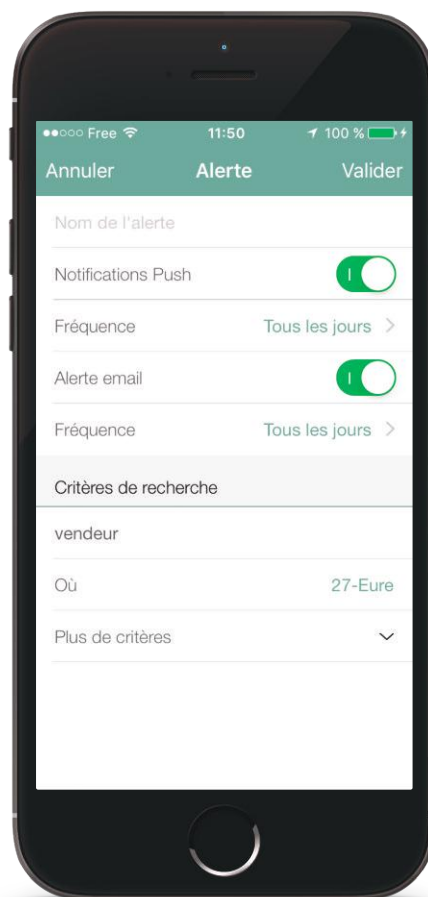 Free 11:50 100 %
Annuler Alerte Valider
Nom de l'alerte
Notifications Push
Fréquence Tous les jours
Alerte email
Fréquence Tous les jours
Critères de recherche
vendeur
Où 27-Eure
Plus de critères